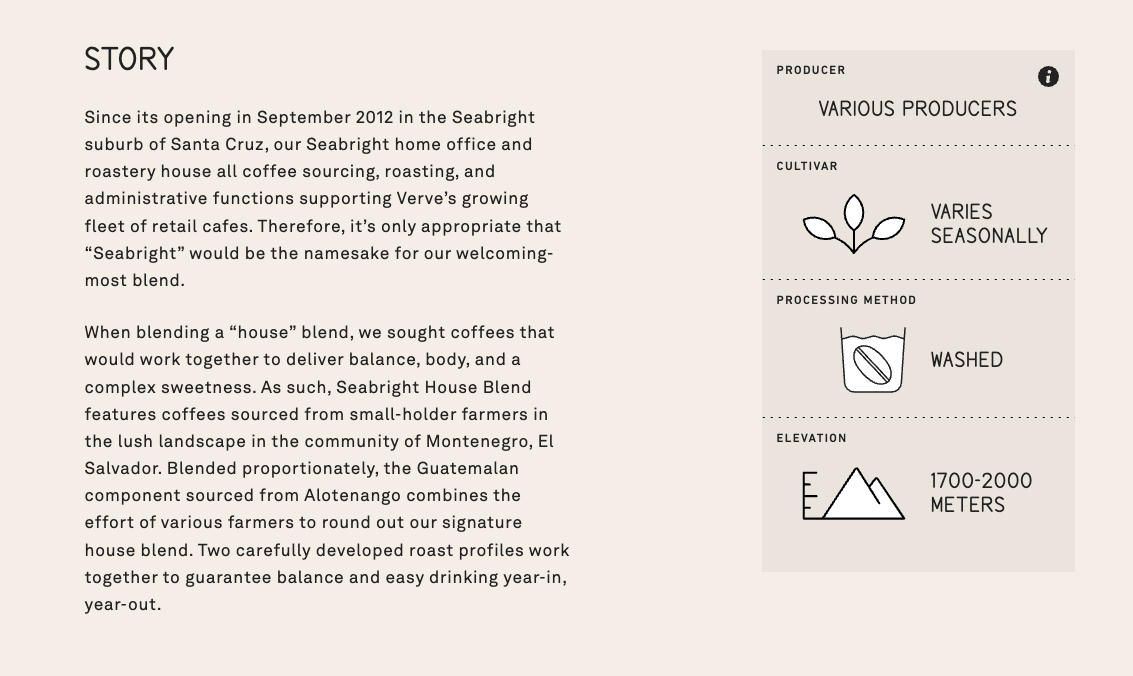 STORY
Since its opening in September 2012 in the Seabright
suburb of Santa Cruz, our Seabright home office and
roastery house all coffee sourcing, roasting, and
administrative functions supporting Verve’s growing
fleet of retail cafes. Therefore, it’s only appropriate that
“Seabright” would be the namesake for our welcoming-
most blend.
When blending a “house” blend, we sought coffees that
would work together to deliver balance, body, and a
complex sweetness. As such, Seabright House Blend
features coffees sourced from small-holder farmers in
the lush landscape in the community of Montenegro, El
Salvador. Blended proportionately, the Guatemalan
component sourced from Alotenango combines the
effort of various farmers to round out our signature
house blend. Two carefully developed roast profiles work
together to guarantee balance and easy drinking year-in,
year-out.
PRODUCER
i
VARIOUS PRODUCERS
CULTIVAR
VARIES
SEASONALLY
PROCESSING METHOD
WASHED
ELEVATION
1700-2000
METERS